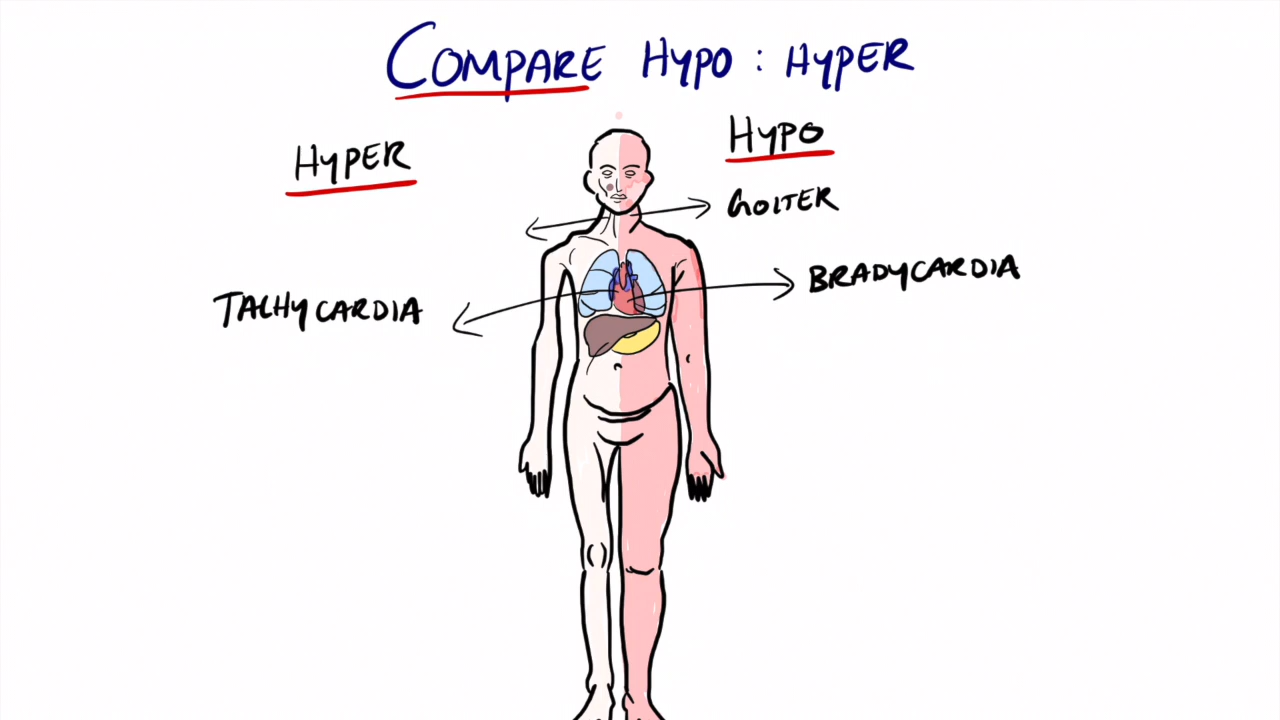 COMPARE HYPO : HYPER
HYPER
HYPO
GOITER
TACHYCARDIA
BRADYCARDIA